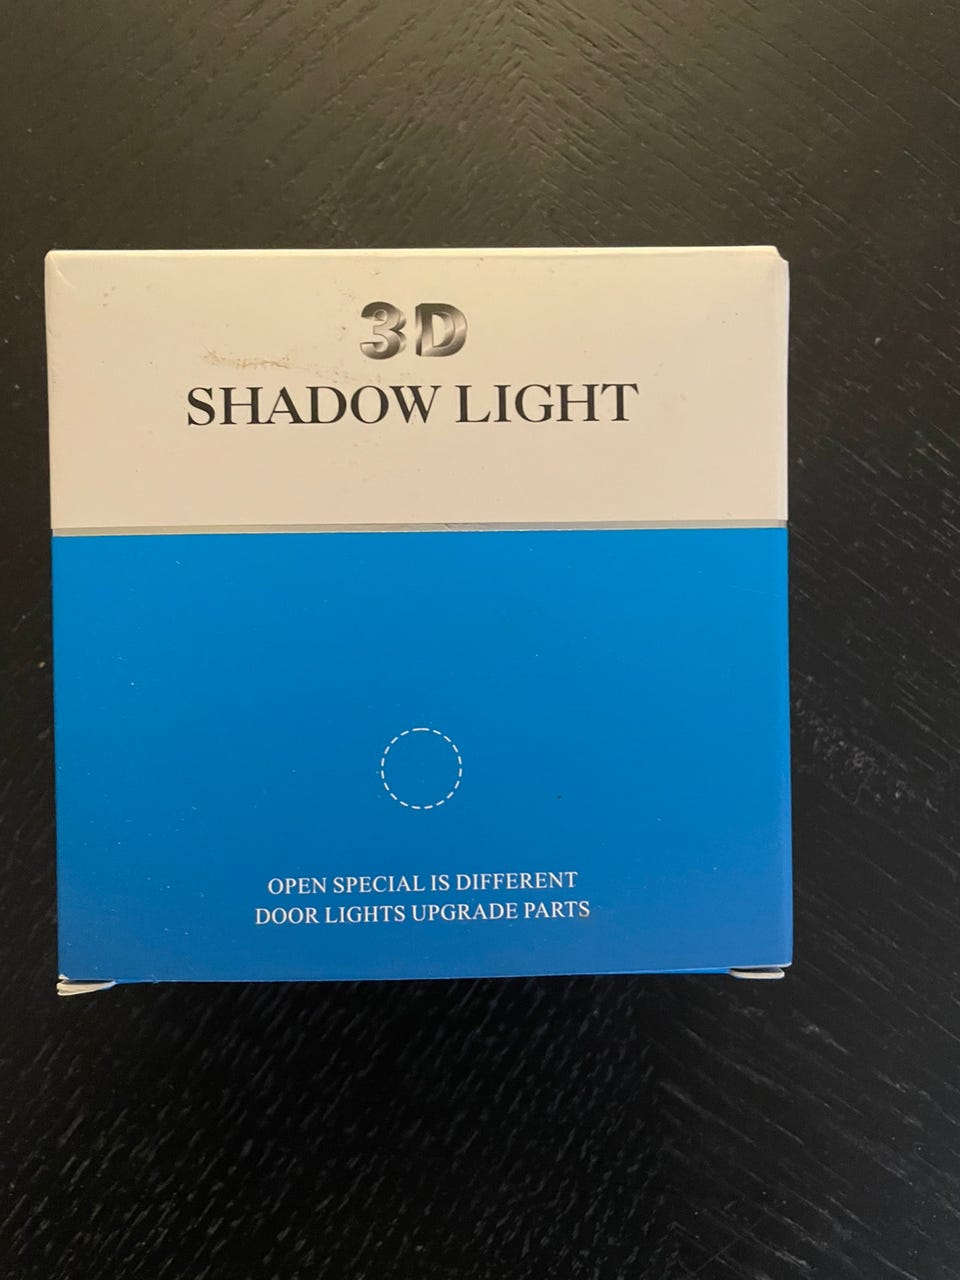 3D
SHADOW LIGHT
OPEN SPECIAL IS DIFFERENT
DOOR LIGHTS UPGRADE PARTS